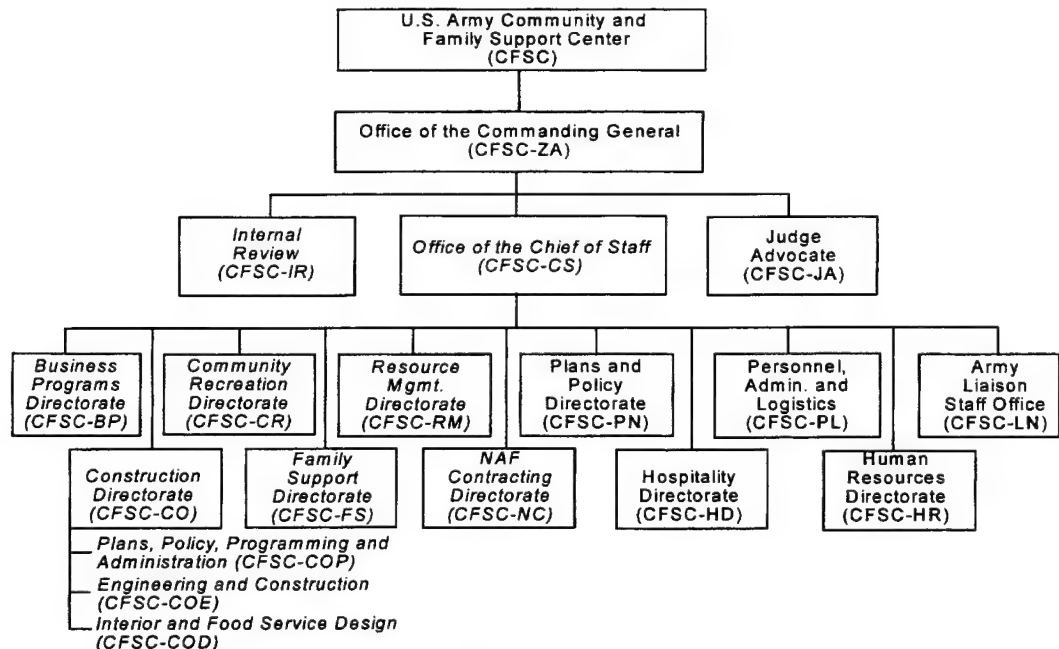 U.S. Army Community and
Family Support Center
(CFSC)
Office of the Commanding General
(CFSC-ZA)
Internal
Review
(CFSC-IR)
Office of the Chief of Staff
(CFSC-CS)
Judge
Advocate
(CFSC-JA)
Business
Programs
Directorate
(CFSC-BP)
Community
Recreation
Directorate
(CFSC-CR)
Resource
Mgmt.
Directorate
(CFSC-RM)
Plans and
Policy
Directorate
(CFSC-PN)
Personnel,
Admin. and
Logistics
(CFSC-PL)
Army
Liaison
Staff Office
(CFSC-LN)
Construction
Directorate
(CFSC-CO)
Family
Support
Directorate
(CFSC-FS)
NAF
Contracting
Directorate
(CFSC-NC)
Hospitality
Directorate
(CFSC-HD)
Human
Resources
Directorate
(CFSC-HR)
Plans, Policy, Programming and
Administration (CFSC-COP)
Engineering and Construction
(CFSC-COE)
Interior and Food Service Design
(CFSC-COD)